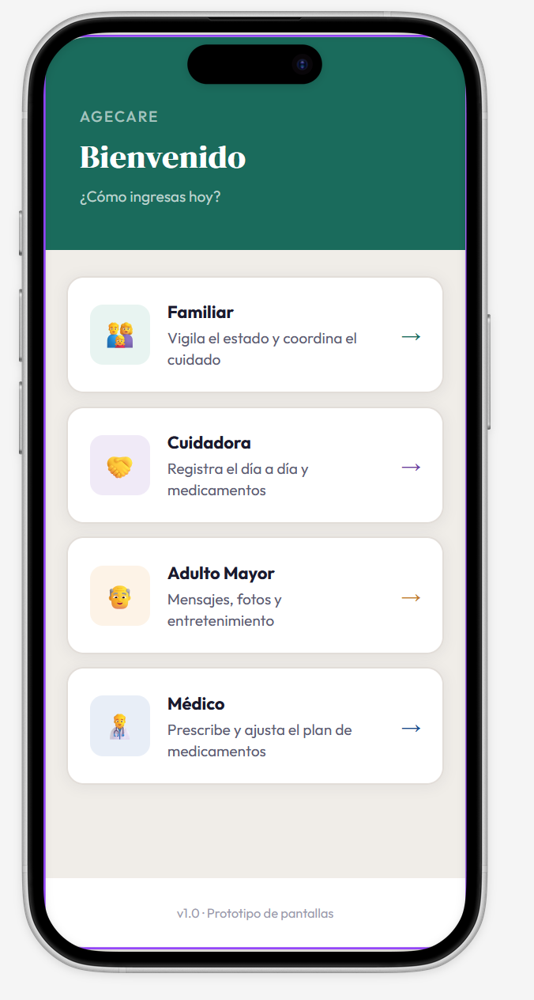 AGECARE
Bienvenido
¿Cómo ingresas hoy?
Familiar
Vigila el estado y coordina el
cuidado
Cuidadora
Registra el día a día y
medicamentos
Adulto Mayor
Mensajes, fotos y
entretenimiento
Médico
Prescribe y ajusta el plan de
medicamentos
v1.0 · Prototipo de pantallas